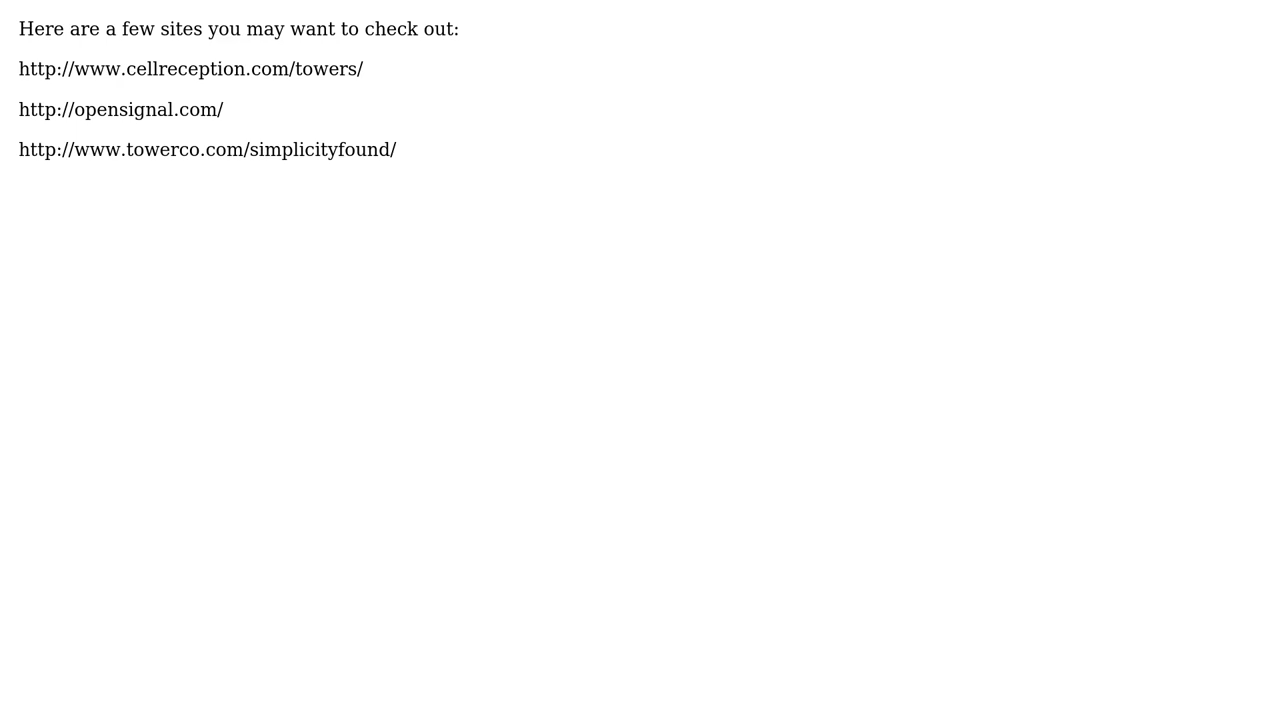 Here are a few sites you may want to check out:
http://www.cellreception.com/towers/
http://opensignal.com/
http://www.towerco.com/simplicityfound/